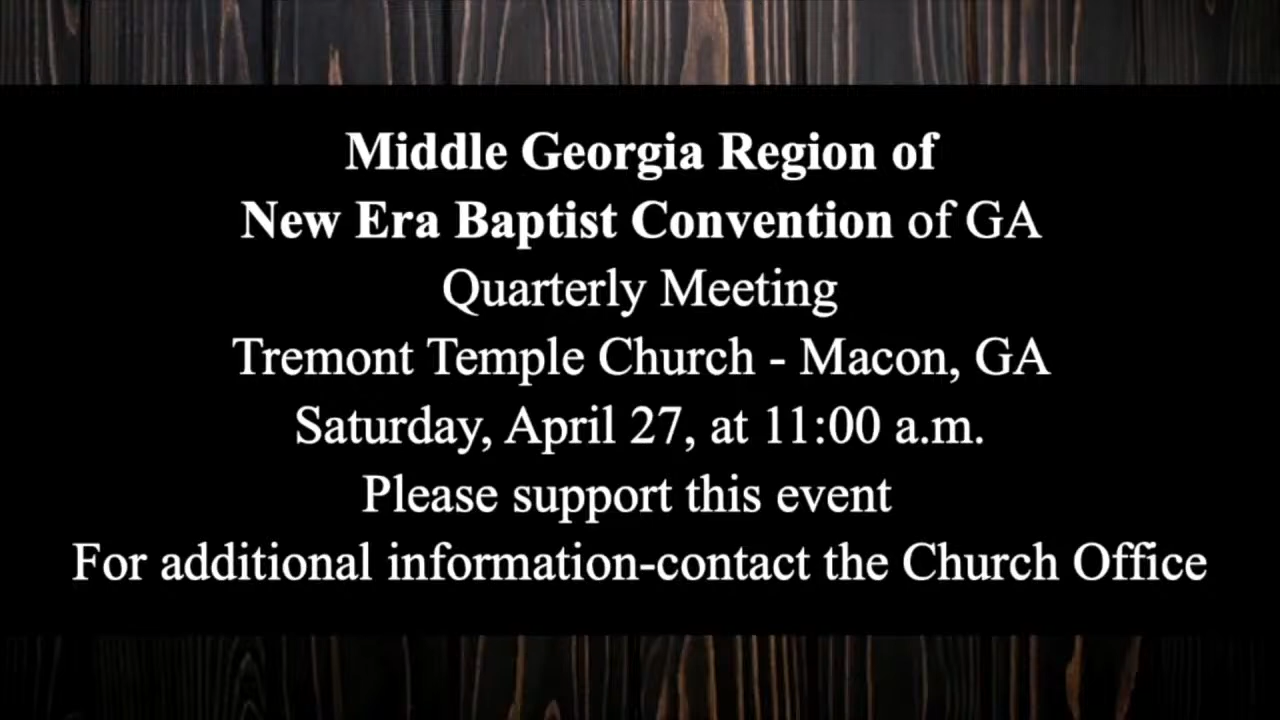 Middle Georgia Region of
New Era Baptist Convention of GA
Quarterly Meeting
Tremont Temple Church - Macon, GA
Saturday, April 27, at 11:00 a.m.
Please support this event
For additional information-contact the Church Office